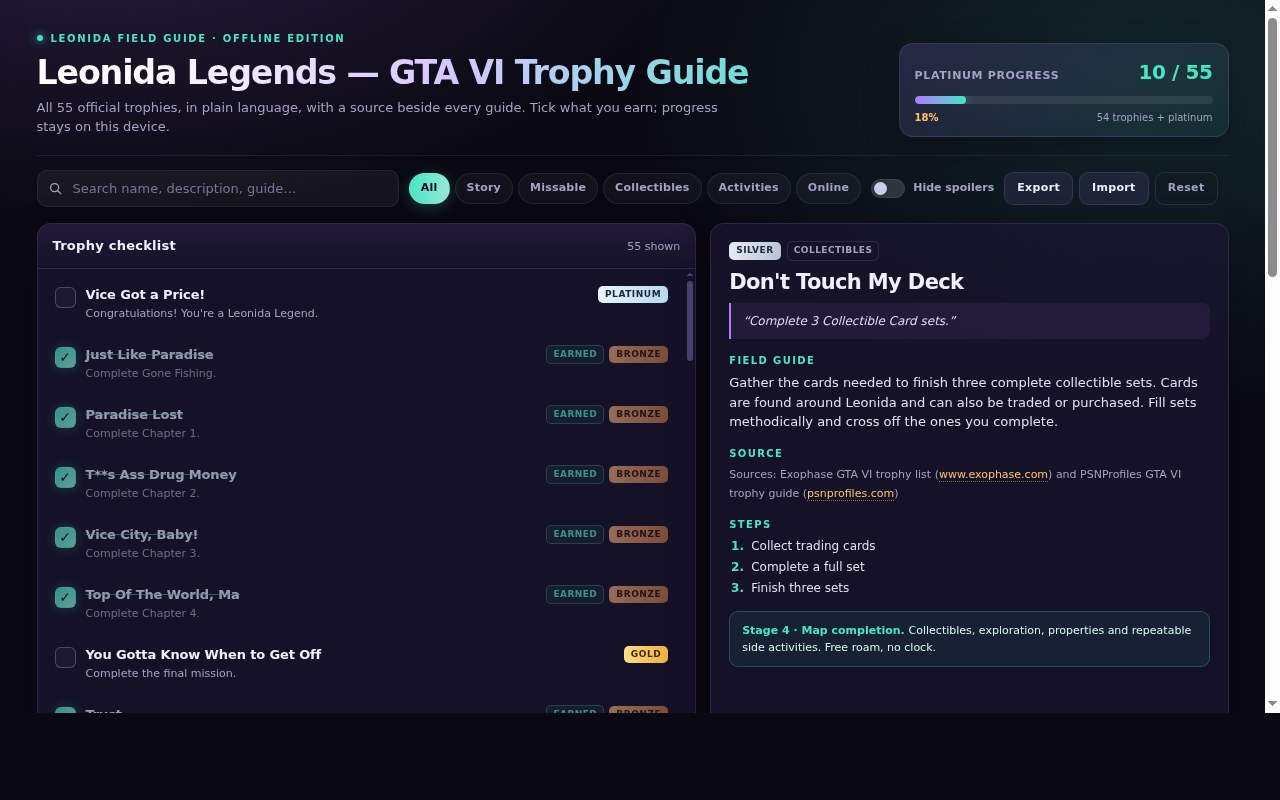 LEONIDA FIELD GUIDE · OFFLINE EDITION
Leonida Legends — GTA VI Trophy Guide
All 55 official trophies, in plain language, with a source beside every guide. Tick what you earn; progress
stays on this device.
PLATINUM PROGRESS 10 / 55
18% 54 trophies + platinum
Search name, description, guide… All Story Missable Collectibles Activities Online Hide spoilers Export Import Reset
Trophy checklist 55 shown
Vice Got a Price! PLATINUM
Congratulations! You're a Leonida Legend.
✓ Just Like Paradise EARNED BRONZE
Complete Gone Fishing.
✓ Paradise Lost EARNED BRONZE
Complete Chapter 1.
✓ T**s Ass Drug Money EARNED BRONZE
Complete Chapter 2.
✓ Vice City, Baby! EARNED BRONZE
Complete Chapter 3.
✓ Top Of The World, Ma EARNED BRONZE
Complete Chapter 4.
You Gotta Know When to Get Off GOLD
Complete the final mission.
Trust EARNED BRONZE
SILVER COLLECTIBLES
Don't Touch My Deck
“Complete 3 Collectible Card sets.”
FIELD GUIDE
Gather the cards needed to finish three complete collectible sets. Cards
are found around Leonida and can also be traded or purchased. Fill sets
methodically and cross off the ones you complete.
SOURCE
Sources: Exophase GTA VI trophy list (www.exophase.com) and PSNProfiles GTA VI
trophy guide (psnprofiles.com)
STEPS
1. Collect trading cards
2. Complete a full set
3. Finish three sets
Stage 4 · Map completion. Collectibles, exploration, properties and repeatable
side activities. Free roam, no clock.